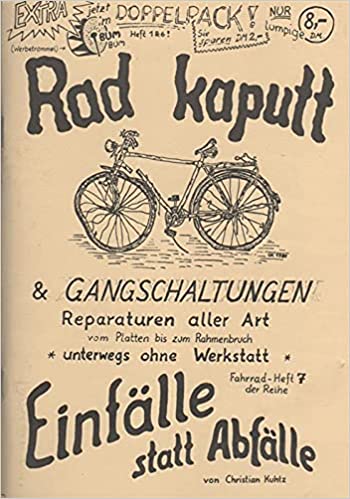 EXTRA
(Werbetrommel) →
BUM
BUM
jetzt im DOPPELPACK!
Heft 1&6!
Sie sparen DM 2,- !
NUR
lumpige
8,-
DM
Rad kaputt
& GANGSCHALTUNGEN
Reparaturen aller Art
vom Platten bis zum Rahmenbruch
* unterwegs ohne Werkstatt *
Fahrrad-Heft 7
der Reihe
Einfälle
statt Abfälle
von Christian Kuhtz